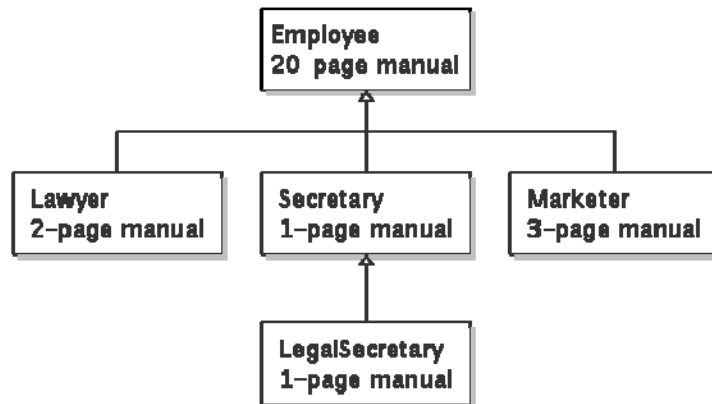 Employee
20 page manual
Lawyer
2-page manual
Secretary
1-page manual
Marketer
3-page manual
LegalSecretary
1-page manual